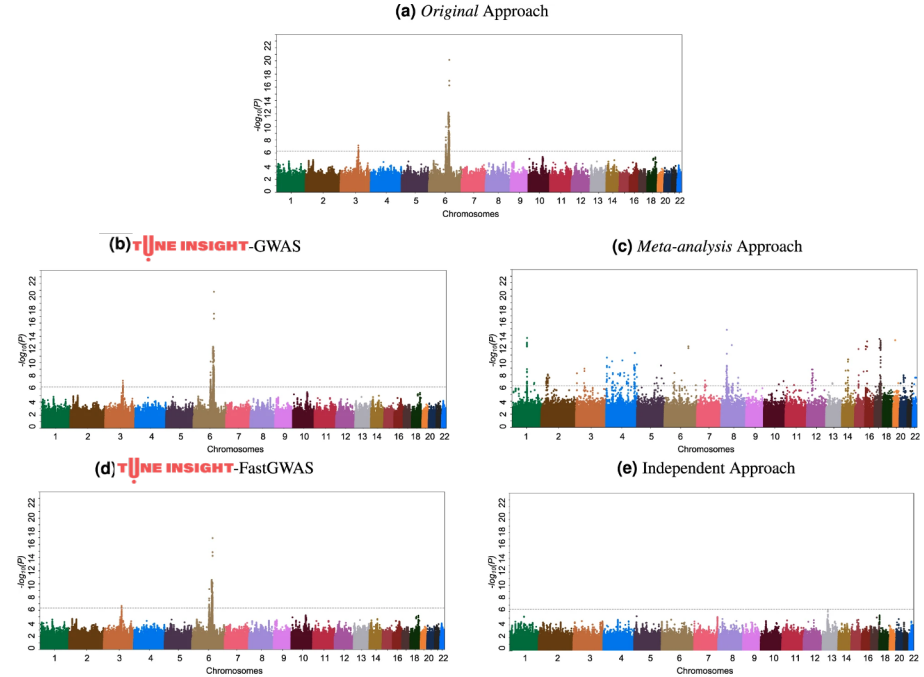 (a) Original Approach
-log10(P)
0 2 4 6 8 10 12 14 16 18 20 22
1 2 3 4 5 6 7 8 9 10 11 12 13 14 16 18 20 22
Chromosomes
(b) TUNE INSIGHT-GWAS
-log10(P)
0 2 4 6 8 10 12 14 16 18 20 22
1 2 3 4 5 6 7 8 9 10 11 12 13 14 16 18 20 22
Chromosomes
(c) Meta-analysis Approach
-log10(P)
0 2 4 6 8 10 12 14 16 18 20 22
1 2 3 4 5 6 7 8 9 10 11 12 13 14 16 18 20 22
Chromosomes
(d) TUNE INSIGHT-FastGWAS
-log10(P)
0 2 4 6 8 10 12 14 16 18 20 22
1 2 3 4 5 6 7 8 9 10 11 12 13 14 16 18 20 22
Chromosomes
(e) Independent Approach
-log10(P)
0 2 4 6 8 10 12 14 16 18 20 22
1 2 3 4 5 6 7 8 9 10 11 12 13 14 16 18 20 22
Chromosomes